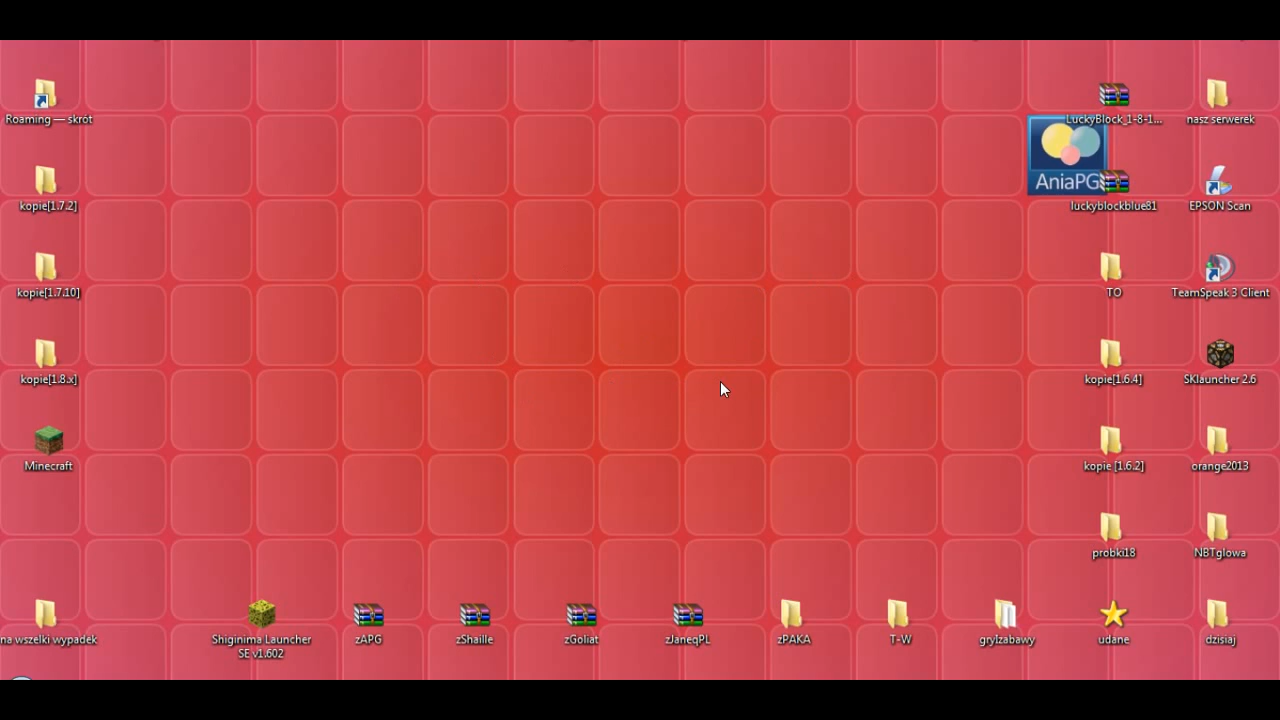 Roaming — skrót
LuckyBlock_1-8-1...
nasz serwerek
AniaPG
kopie[1.7.2]
luckyblockblue81
EPSON Scan
kopie[1.7.10]
TO
TeamSpeak 3 Client
kopie[1.8.x]
kopie[1.6.4]
SKlauncher 2.6
Minecraft
kopie [1.6.2]
orange2013
probki18
NBTglowa
na wszelki wypadek
Shiginima Launcher
SE v1.602
zAPG
zShaille
zGoliat
zJaneqPL
zPAKA
T-W
gryIzabawy
udane
dzisiaj